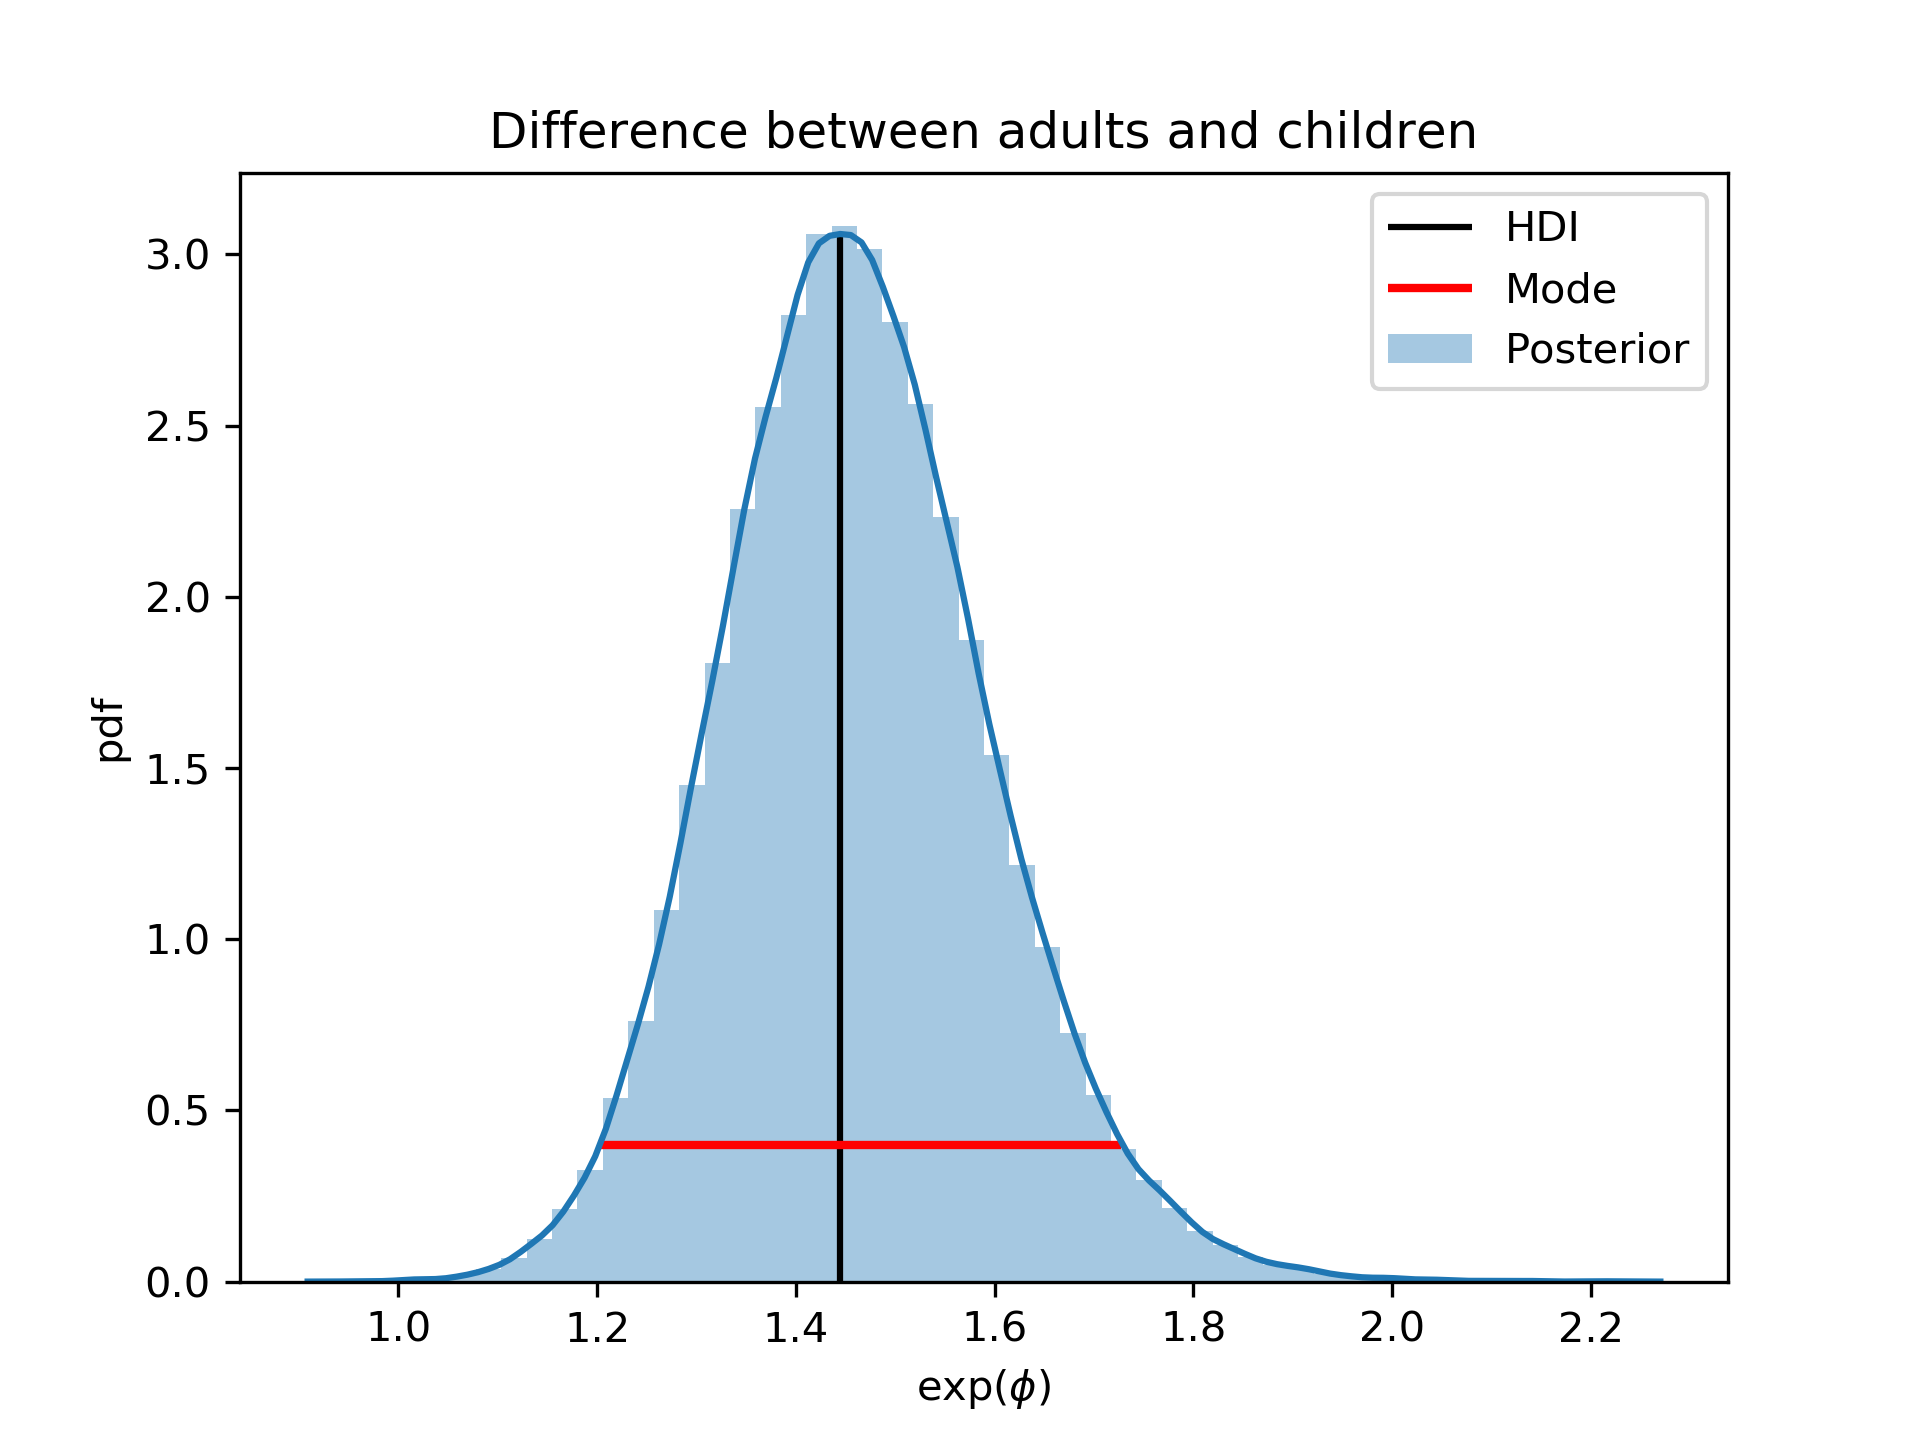 Difference between adults and children
HDI
Mode
Posterior
3.0
2.5
2.0
1.5
1.0
0.5
0.0
pdf
1.0 1.2 1.4 1.6 1.8 2.0 2.2
exp(ϕ)